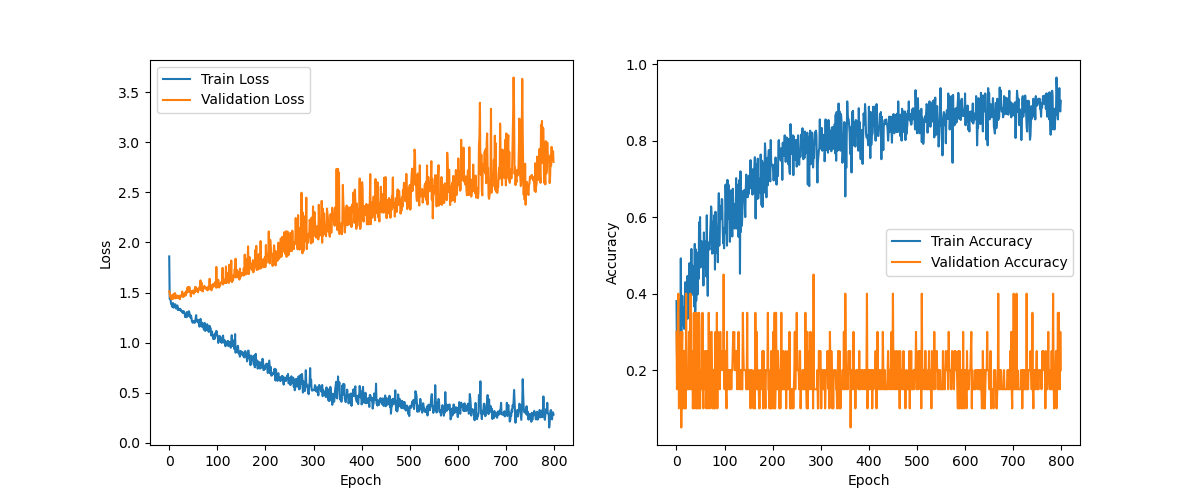 Train Loss
Validation Loss
3.5
3.0
2.5
2.0
1.5
1.0
0.5
0.0
Loss
0 100 200 300 400 500 600 700 800
Epoch
1.0
0.8
0.6
0.4
0.2
Accuracy
Train Accuracy
Validation Accuracy
0 100 200 300 400 500 600 700 800
Epoch